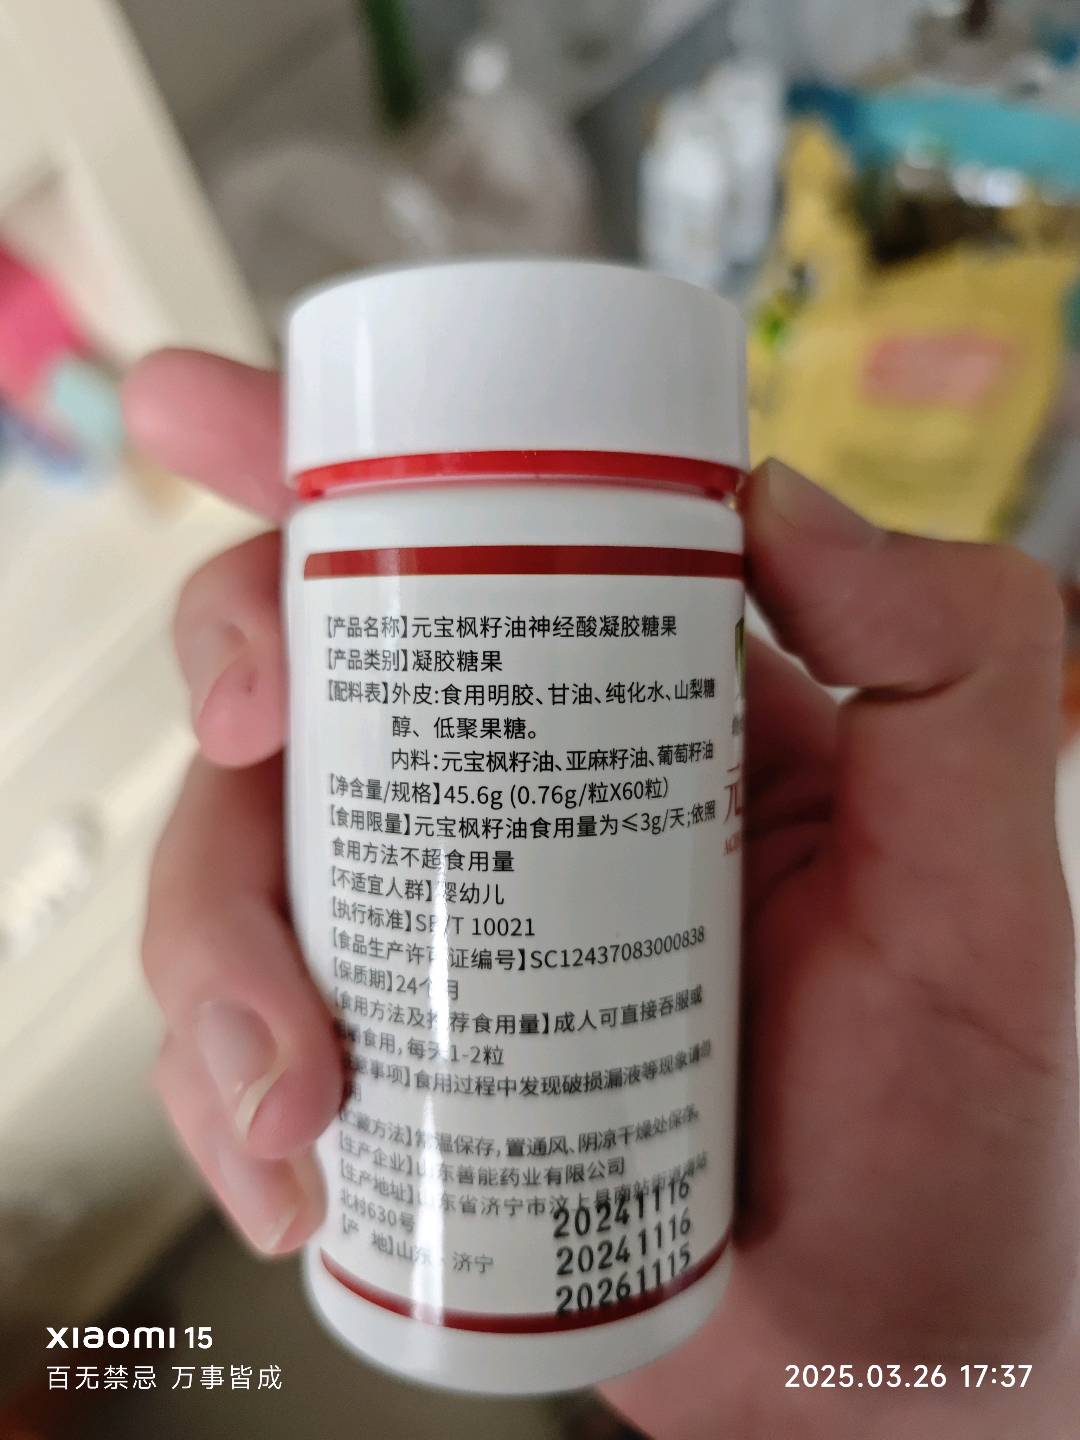 【产品名称】元宝枫籽油神经酸凝胶糖果
【产品类别】凝胶糖果
【配料表】外皮:食用明胶、甘油、纯化水、山梨糖
醇、低聚果糖。
内料:元宝枫籽油、亚麻籽油、葡萄籽油
【净含量/规格】45.6g (0.76g/粒X60粒)
【食用限量】元宝枫籽油食用量为≤3g/天;依照
食用方法不超食用量
【不适宜人群】婴幼儿
【执行标准】SB/T 10021
【食品生产许可证编号】SC12437083000838
【保质期】24个月
【食用方法及推荐食用量】成人可直接吞服或
嚼食用,每天1-2粒
事项】食用过程中发现破损漏液等现象请勿
用
【贮藏方法】常温保存,置通风、阴凉干燥处保存。
【生产企业】山东善能药业有限公司
【生产地址】山东省济宁市汶上县南站街道南站
北村630号
【产 地】山东·济宁
20241116
20241116
20261115
xiaomi 15
百无禁忌 万事皆成
2025.03.26 17:37